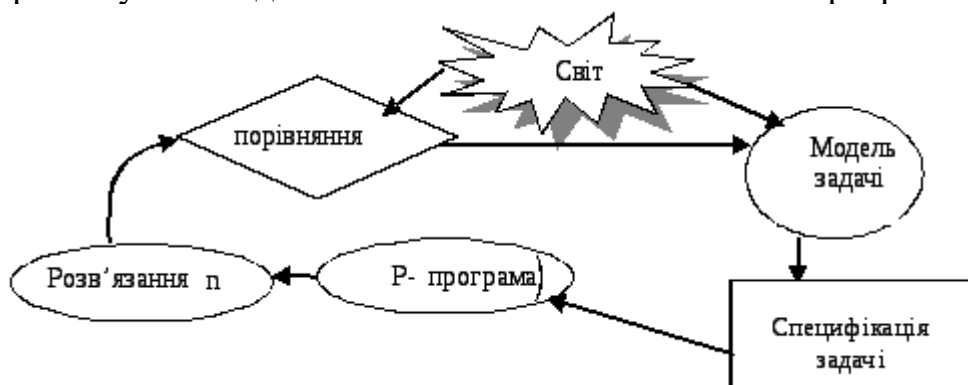 Світ
порівняння
Модель
задачі
Розв’язання n
Р- програма)
Специфікація
задачі